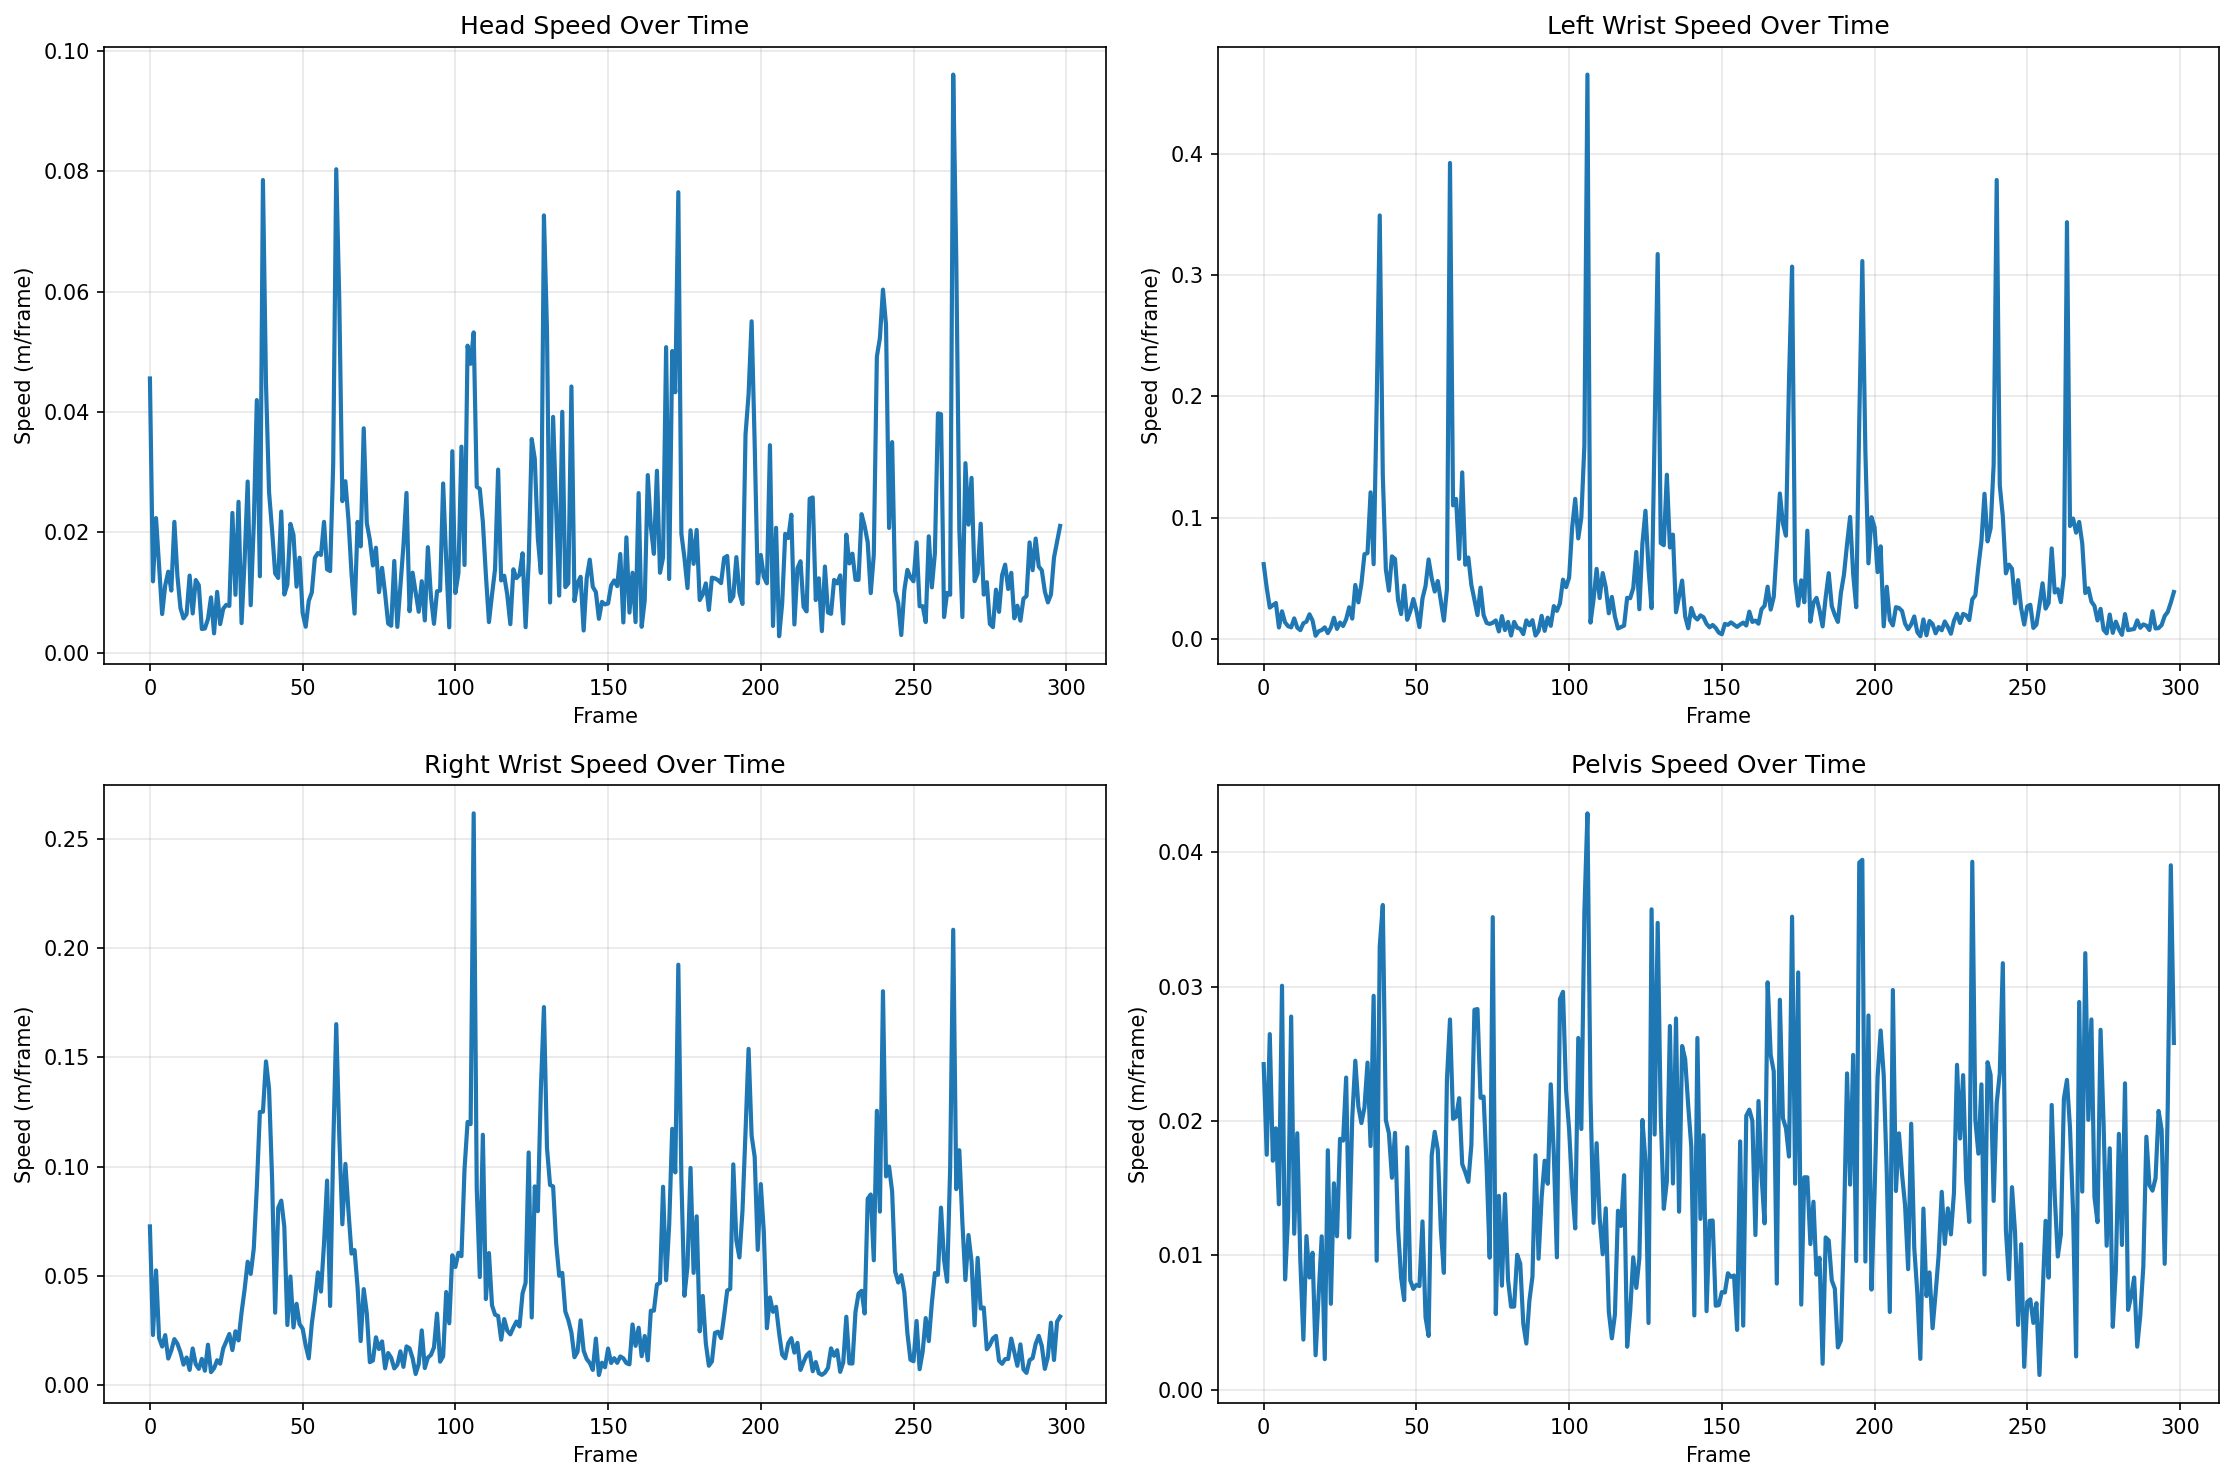 Head Speed Over Time
Speed (m/frame)
0.10
0.08
0.06
0.04
0.02
0.00
0 50 100 150 200 250 300
Frame
Left Wrist Speed Over Time
Speed (m/frame)
0.4
0.3
0.2
0.1
0.0
0 50 100 150 200 250 300
Frame
Right Wrist Speed Over Time
Speed (m/frame)
0.25
0.20
0.15
0.10
0.05
0.00
0 50 100 150 200 250 300
Frame
Pelvis Speed Over Time
Speed (m/frame)
0.04
0.03
0.02
0.01
0.00
0 50 100 150 200 250 300
Frame